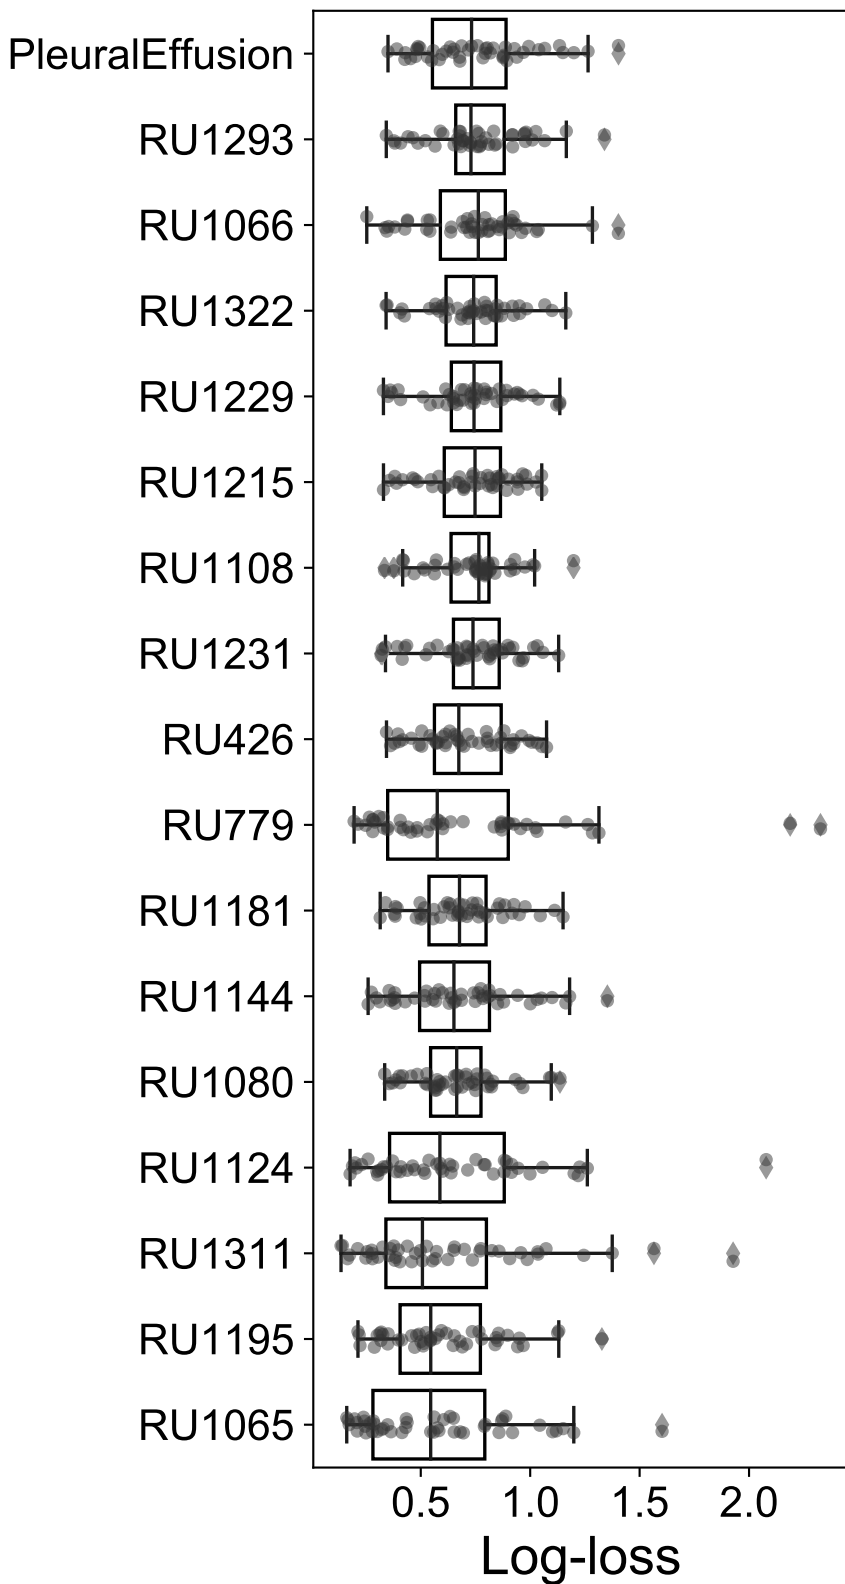 PleuralEffusion
RU1293
RU1066
RU1322
RU1229
RU1215
RU1108
RU1231
RU426
RU779
RU1181
RU1144
RU1080
RU1124
RU1311
RU1195
RU1065
0.5 1.0 1.5 2.0
Log-loss